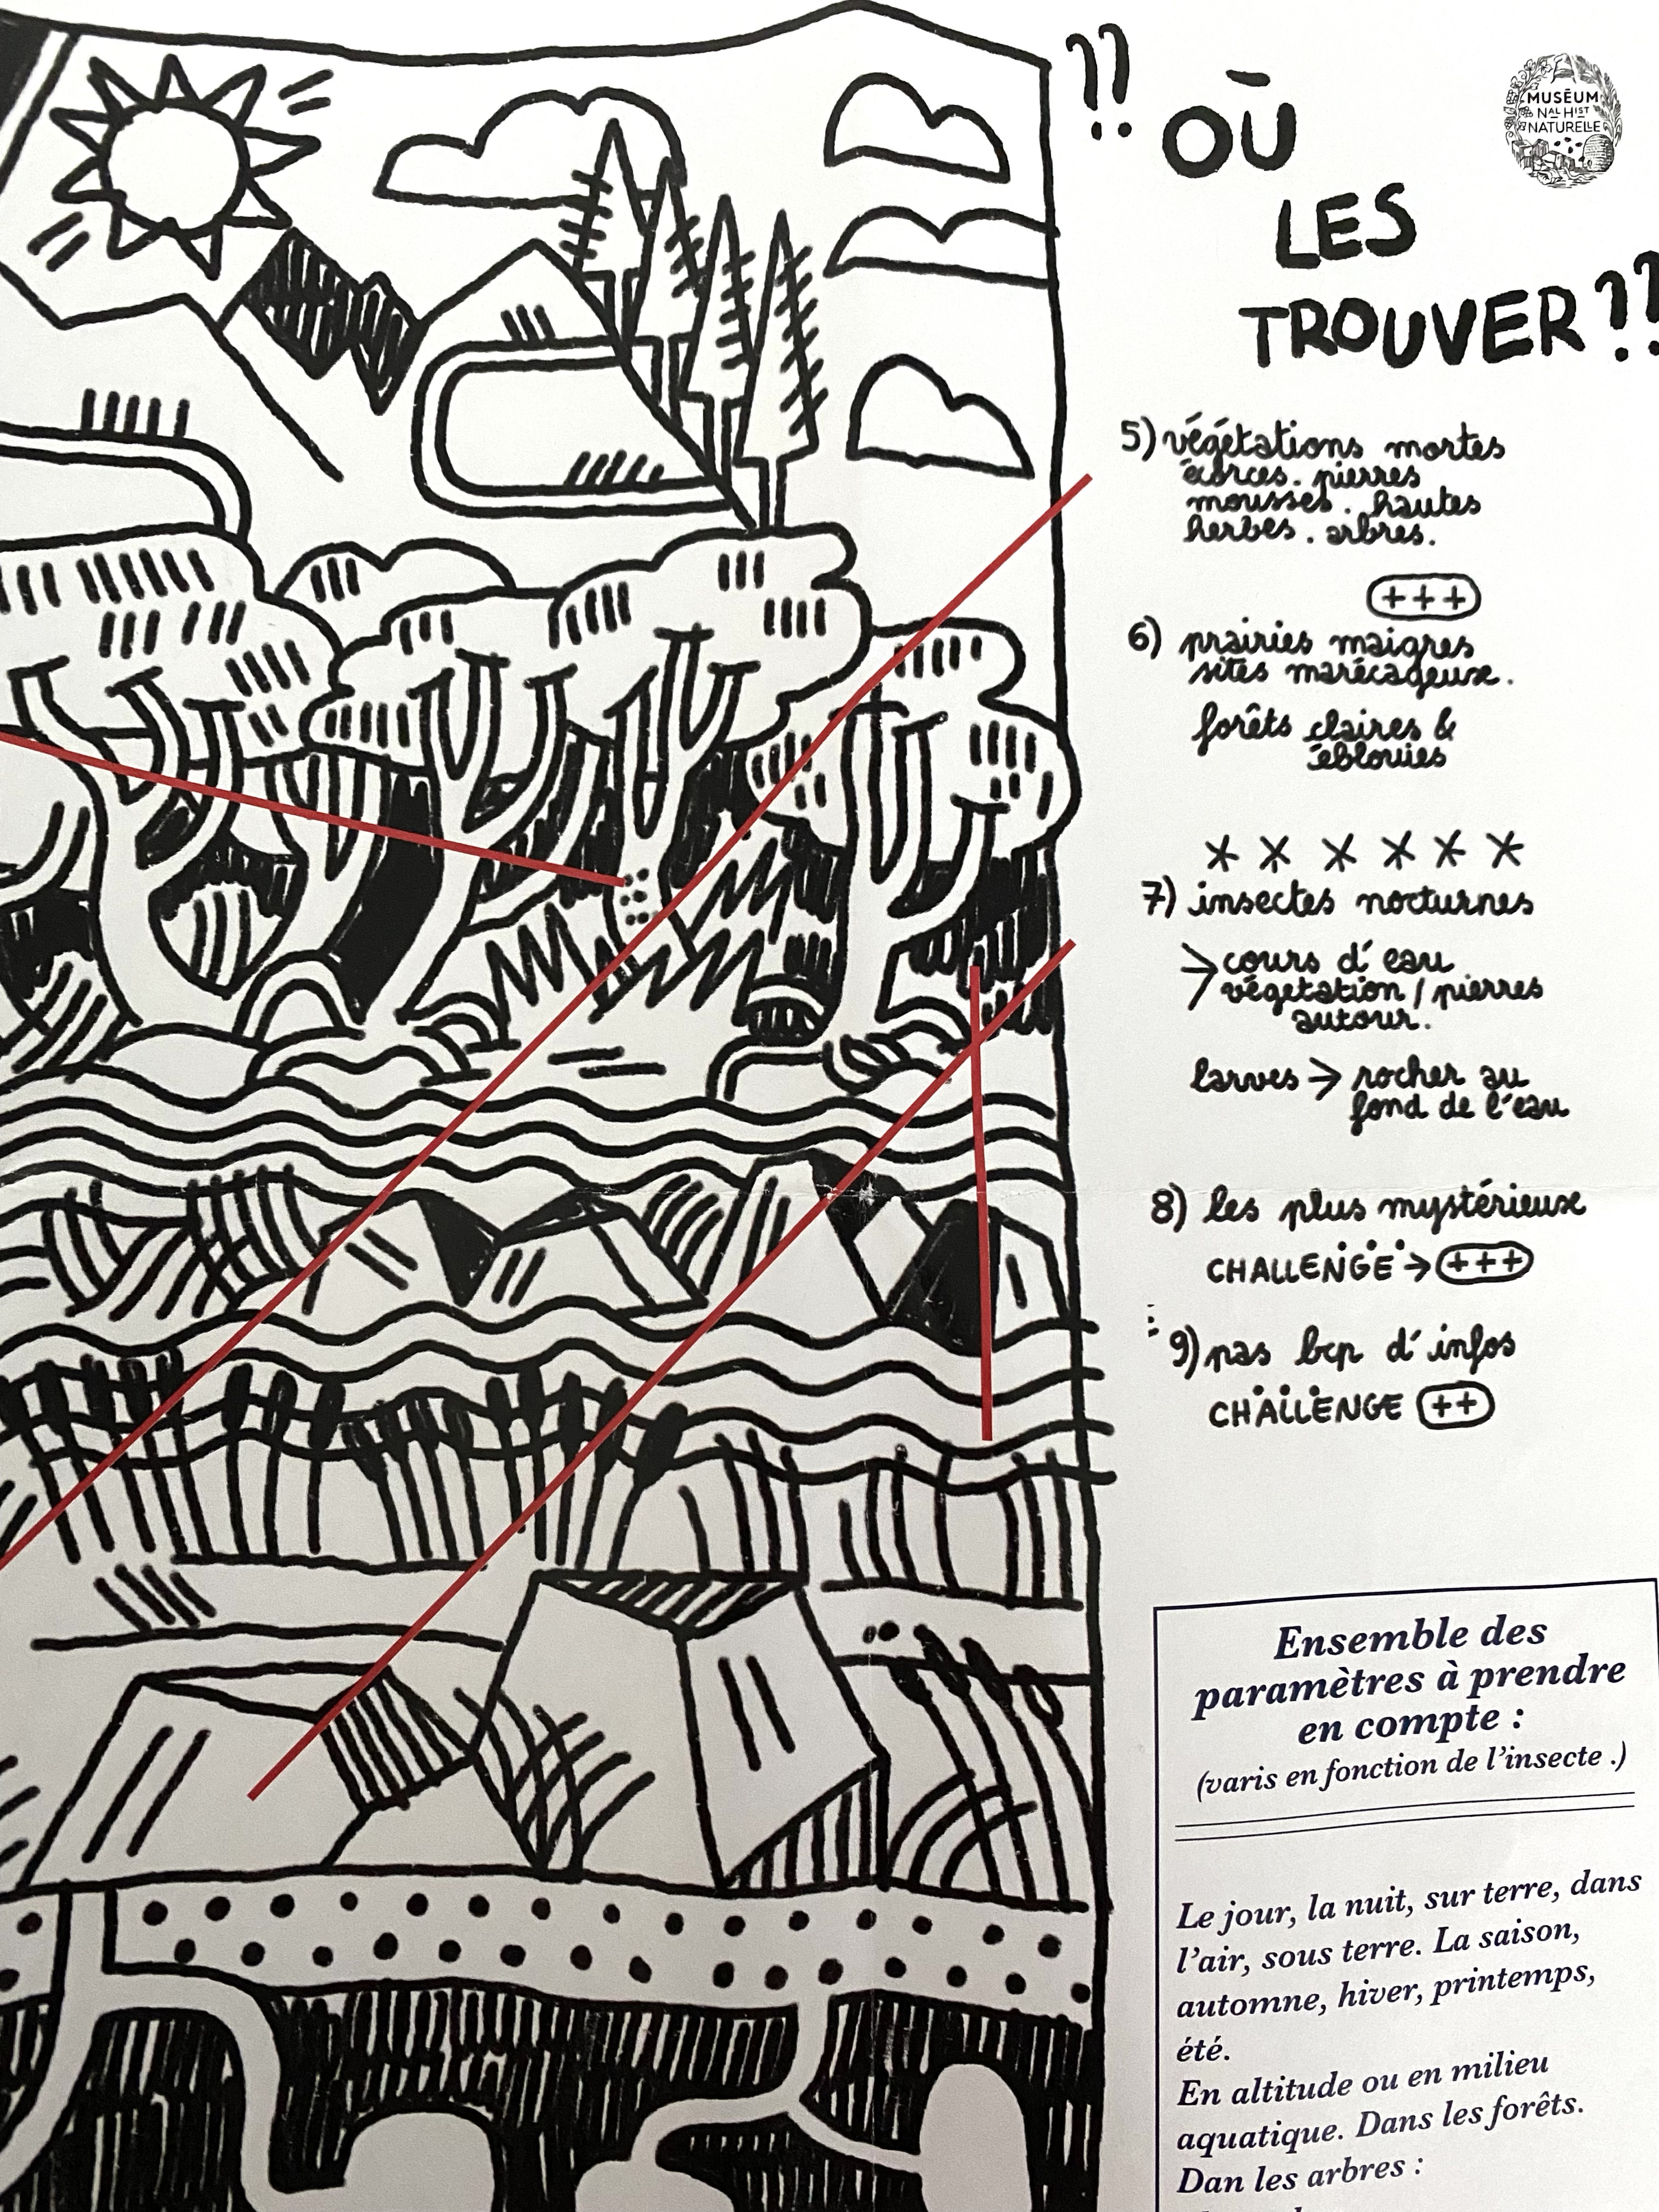 ?? OÙ
LES
TROUVER ??
MUSÉUM
NAL HIST
NATURELLE
5) végétations mortes
écorces. pierres
mousses. hautes
herbes. arbres.
+++
6) prairies maigres
sites marécageux.
forêts claires &
éblouies
* * * * * *
7) insectes nocturnes
→ cours d'eau
végétation / pierres
autour.
larves → rocher au
fond de l'eau
8) les plus mystérieux
CHALLENGE → +++
9) pas bcp d'infos
CHALLENGE ++
Ensemble des
paramètres à prendre
en compte :
(varis en fonction de l'insecte .)
Le jour, la nuit, sur terre, dans
l'air, sous terre. La saison,
automne, hiver, printemps,
été.
En altitude ou en milieu
aquatique. Dans les forêts.
Dan les arbres :